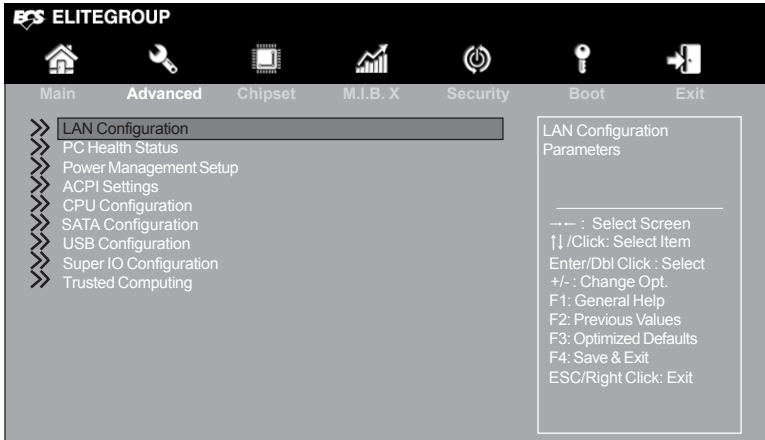 ECS ELITEGROUP
Main Advanced Chipset M.I.B. X Security Boot Exit
LAN Configuration
PC Health Status
Power Management Setup
ACPI Settings
CPU Configuration
SATA Configuration
USB Configuration
Super IO Configuration
Trusted Computing
LAN Configuration
Parameters
→← : Select Screen
↑↓/Click: Select Item
Enter/Dbl Click : Select
+/- : Change Opt.
F1: General Help
F2: Previous Values
F3: Optimized Defaults
F4: Save & Exit
ESC/Right Click: Exit